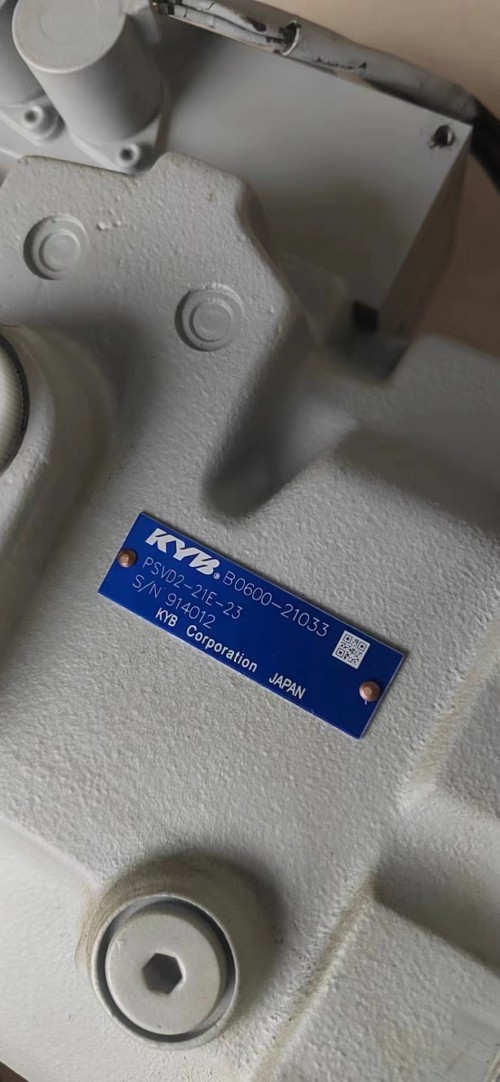 KYB® B0600-21033
PSVD2-21E-23
S/N 914012
KYB Corporation JAPAN